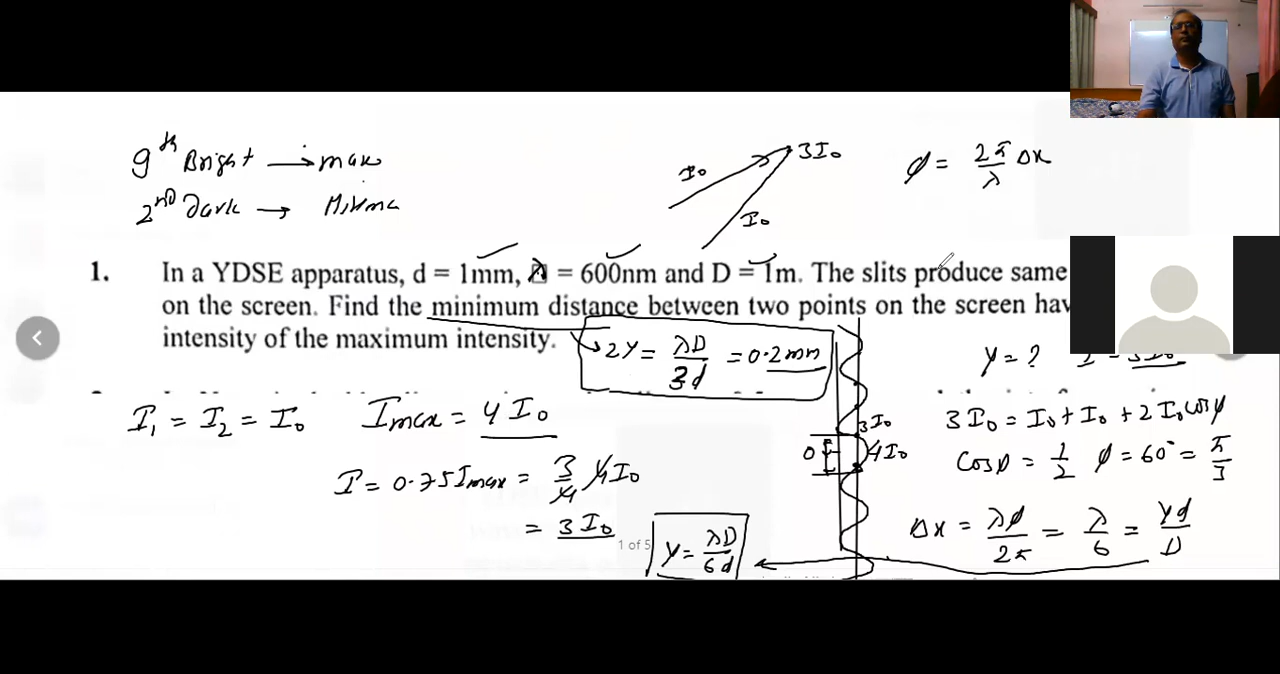 9th Bright → max
2nd Dark → Minima
I₀
3I₀
I₀
φ = 2π/λ Δx
1. In a YDSE apparatus, d = 1mm, λ = 600nm and D = 1m. The slits produce same
on the screen. Find the minimum distance between two points on the screen hav
intensity of the maximum intensity.
2Y = λD/3d = 0.2mm
Y = ?
I₁ = I₂ = I₀
Imax = 4I₀
3I₀
O
4I₀
3I₀ = I₀ + I₀ + 2I₀cosφ
I = 0.75Imax = 3/4 4I₀
= 3I₀
cosφ = 1/2 φ = 60° = π/3
Δx = λφ/2π = λ/6 = Yd/D
1 of 5
Y = λD/6d